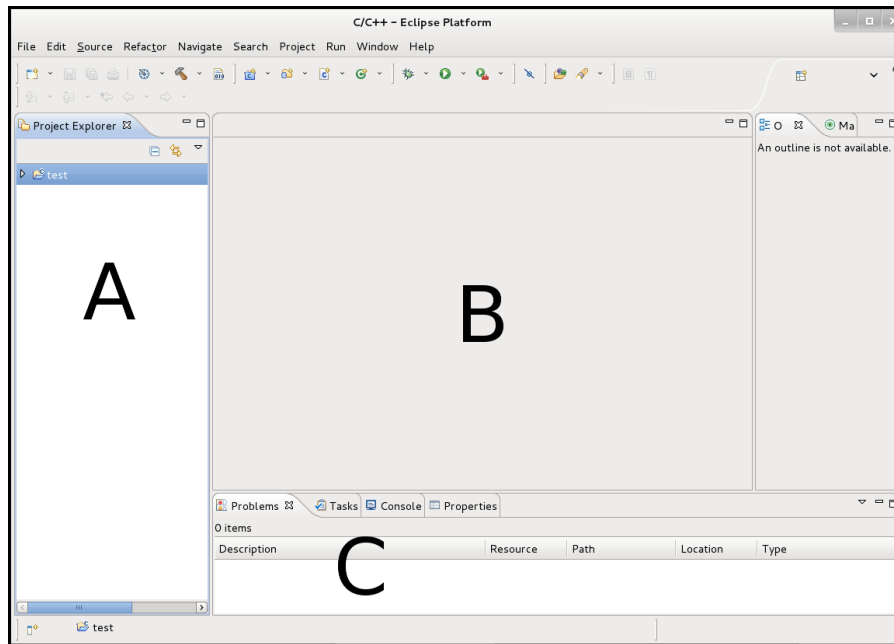 C/C++ - Eclipse Platform
File Edit Source Refactor Navigate Search Project Run Window Help
Project Explorer
O Ma
An outline is not available.
test
A
B
Problems Tasks Console Properties
0 items
Description Resource Path Location Type
C
test